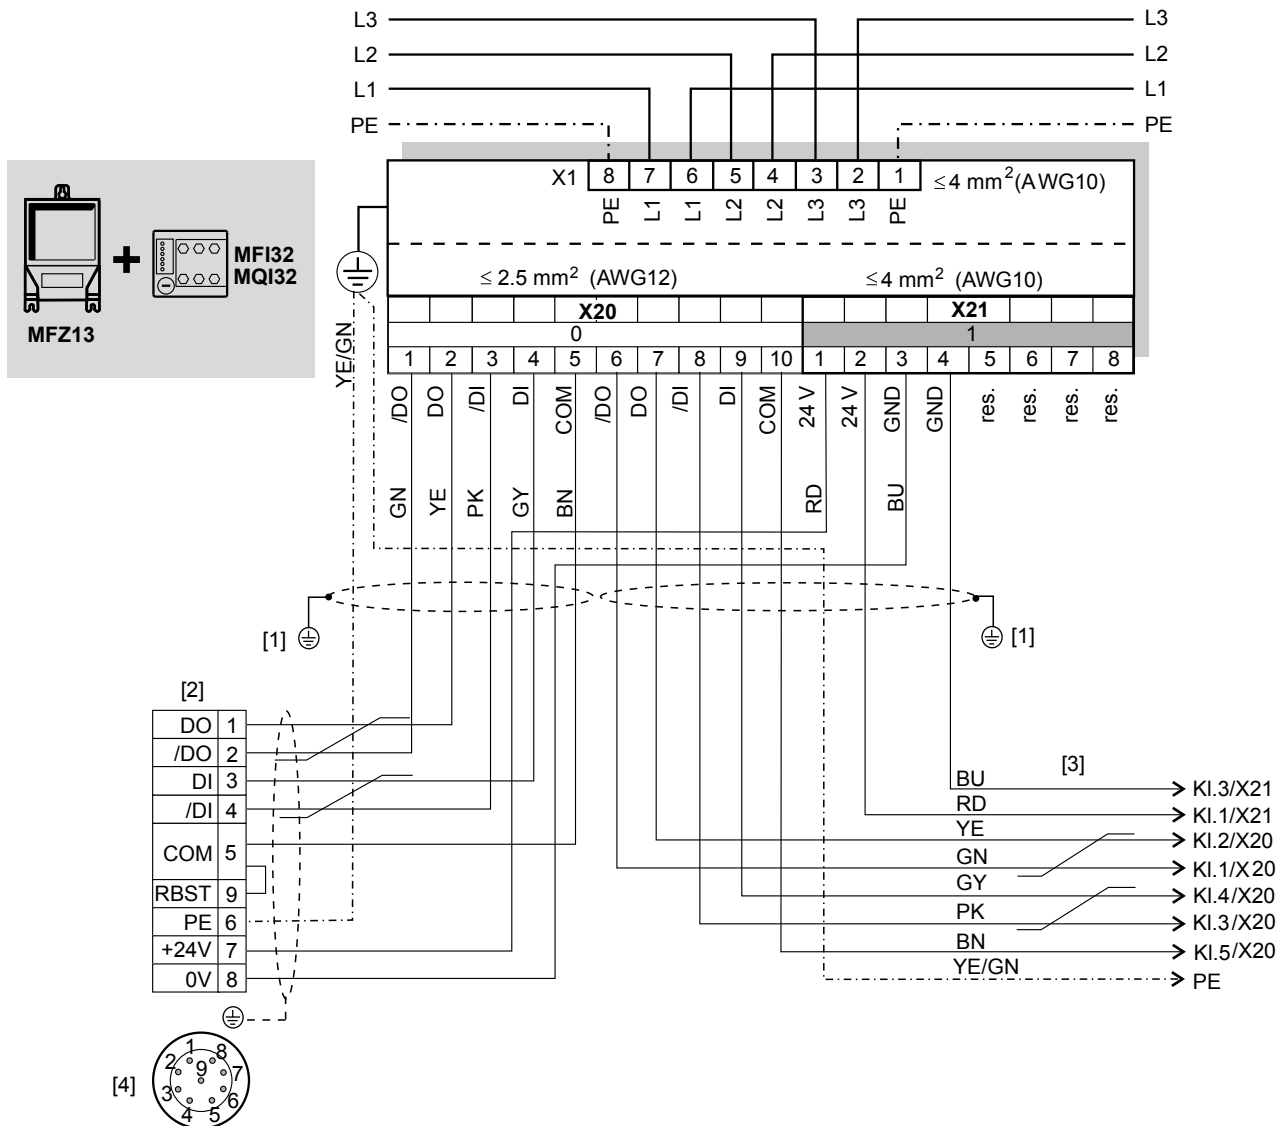 L3 L3
L2 L2
L1 L1
PE PE
X1 8 7 6 5 4 3 2 1 ≤4 mm²(AWG10)
PE L1 L1 L2 L2 L3 L3 PE
MFI32
MQI32
MFZ13
≤ 2.5 mm² (AWG12) ≤4 mm² (AWG10)
X20 X21
0 1
1 2 3 4 5 6 7 8 9 10 1 2 3 4 5 6 7 8
YE/GN
/DO DO /DI DI COM /DO DO /DI DI COM 24 V 24 V GND GND res. res. res. res.
GN YE PK GY BN RD BU
[1] [1]
[2]
DO 1
/DO 2
DI 3
/DI 4
COM 5
RBST 9
PE 6
+24V 7
0V 8
[3]
BU Kl.3/X21
RD Kl.1/X21
YE Kl.2/X20
GN Kl.1/X20
GY Kl.4/X20
PK Kl.3/X20
BN Kl.5/X20
YE/GN PE
[4]
1 8
2 9 7
3 6
4 5